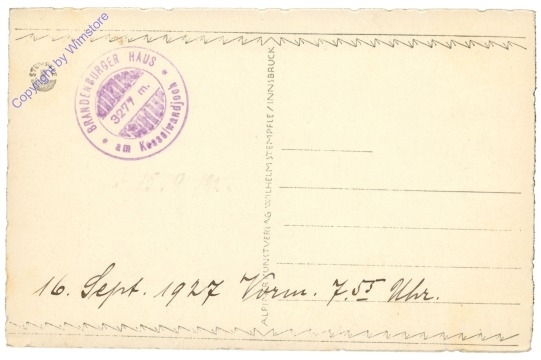 Copyright by Wimstore
BRANDENBURGER HAUS
3277 m.
* am Kesselwandjoch *
ALPINER KUNSTVERLAG WILHELM STEMPFLE / INNSBRUCK
16. Sept. 1927 Vorm. 7.55 Uhr.